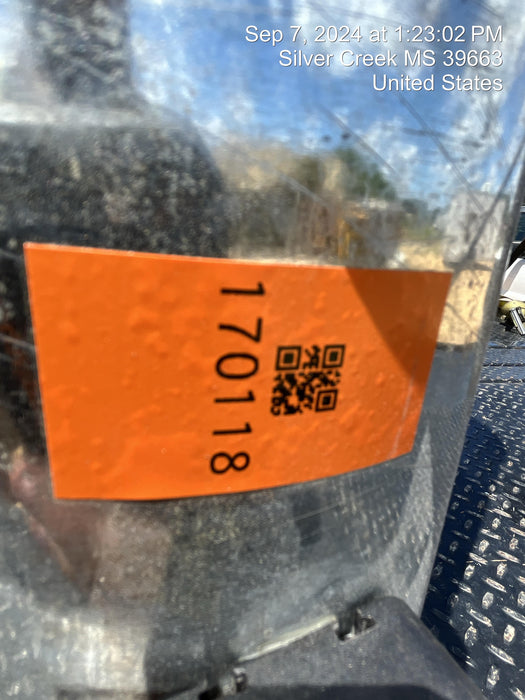 Sep 7, 2024 at 1:23:02 PM
Silver Creek MS 39663
United States
170118